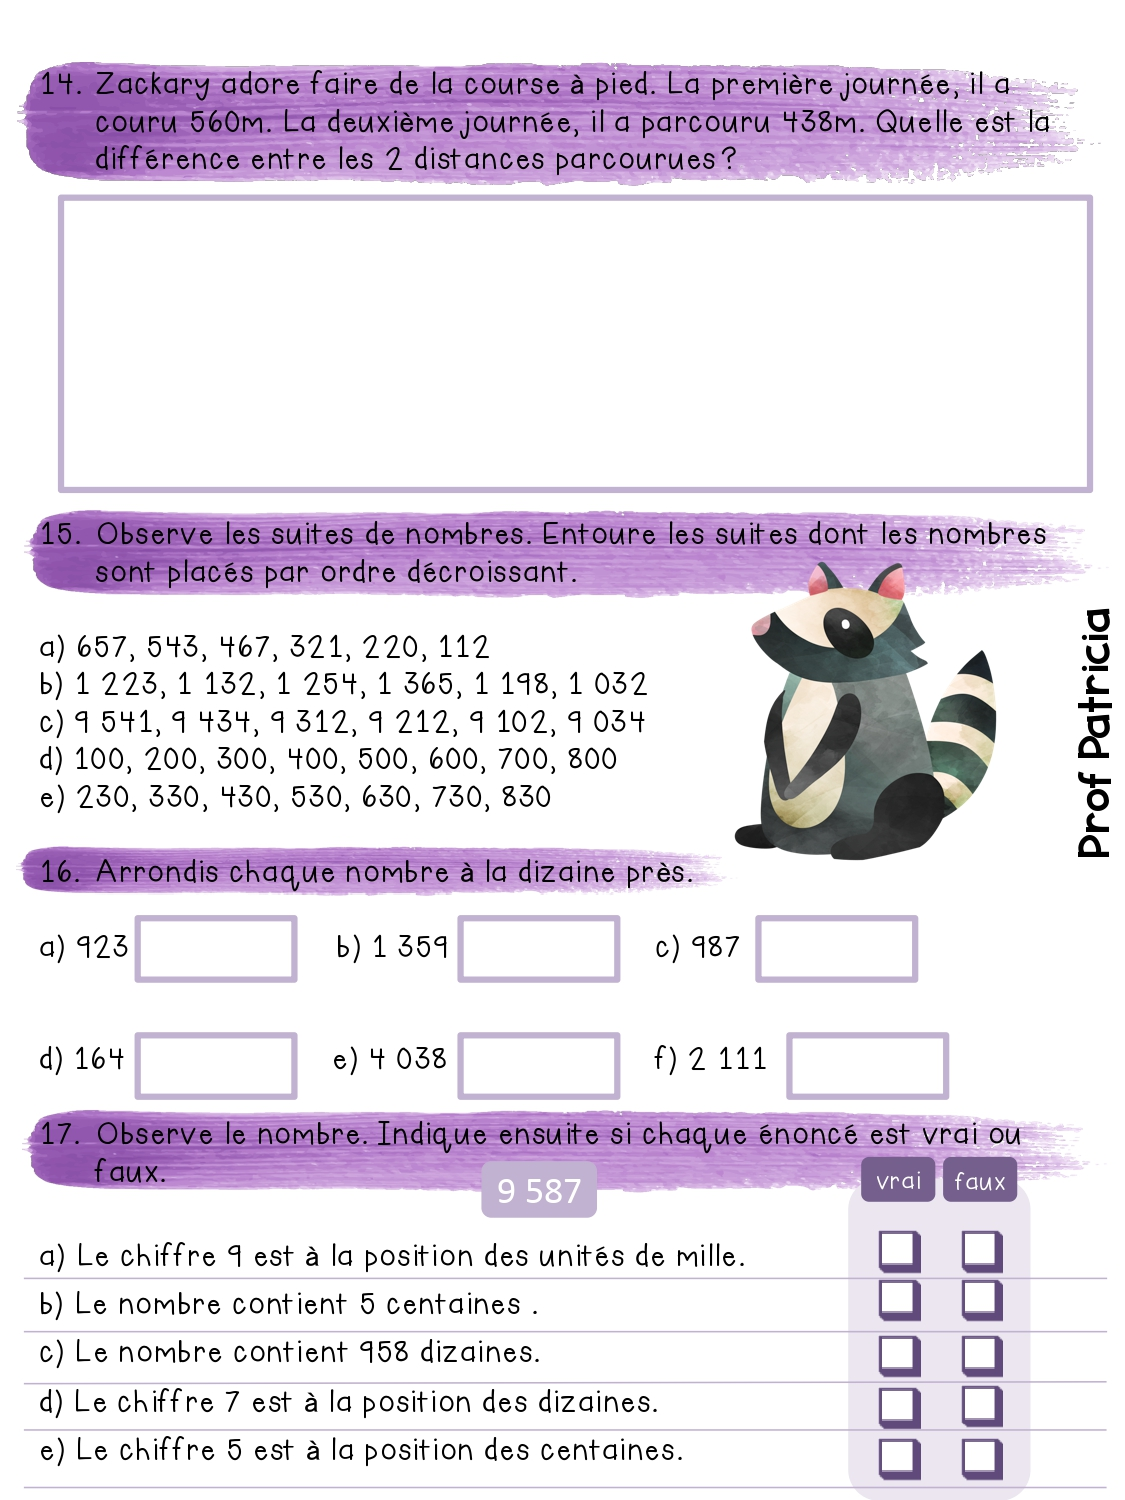 14. Zackary adore faire de la course à pied. La première journée, il a
couru 560m. La deuxième journée, il a parcouru 438m. Quelle est la
différence entre les 2 distances parcourues?
15. Observe les suites de nombres. Entoure les suites dont les nombres
sont placés par ordre décroissant.
a) 657, 543, 467, 321, 220, 112
b) 1 223, 1 132, 1 254, 1 365, 1 198, 1 032
c) 9 541, 9 434, 9 312, 9 212, 9 102, 9 034
d) 100, 200, 300, 400, 500, 600, 700, 800
e) 230, 330, 430, 530, 630, 730, 830
Prof Patricia
16. Arrondis chaque nombre à la dizaine près.
a) 923 b) 1 359 c) 987
d) 164 e) 4 038 f) 2 111
17. Observe le nombre. Indique ensuite si chaque énoncé est vrai ou
faux.
9 587
vrai faux
a) Le chiffre 9 est à la position des unités de mille.
b) Le nombre contient 5 centaines .
c) Le nombre contient 958 dizaines.
d) Le chiffre 7 est à la position des dizaines.
e) Le chiffre 5 est à la position des centaines.